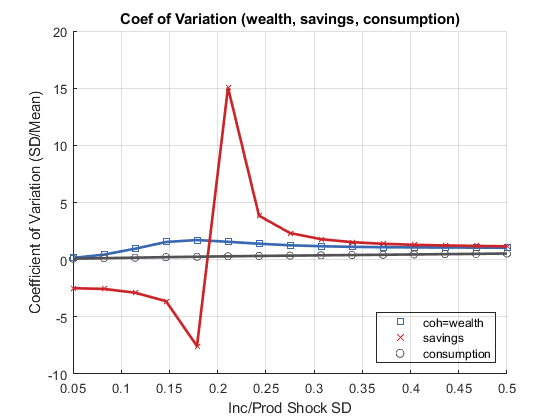 Coef of Variation (wealth, savings, consumption)
20
15
10
5
0
-5
-10
Coefficient of Variation (SD/Mean)
0.05 0.1 0.15 0.2 0.25 0.3 0.35 0.4 0.45 0.5
Inc/Prod Shock SD
coh=wealth
savings
consumption